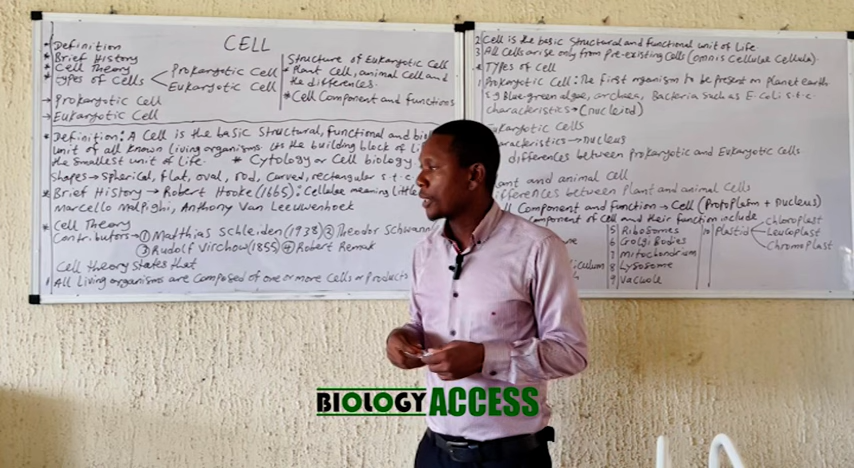 CELL
* Definition
* Brief History
* Cell Theory
* types of Cells < Prokaryotic Cell
Eukaryotic Cell
→ Prokaryotic Cell
→ Eukaryotic Cell
Structure of Eukaryotic Cell
* Plant Cell, animal Cell and
the differences.
* Cell Component and functions
* Definition: A Cell is the basic Structural, functional and
unit of all known living organisms. Its the building block of
the smallest unit of life. * Cytology or Cell biology.
Shapes → Spherical, flat, oval, rod, Curved, rectangular s.t.c
* Brief History → Robert Hooke (1665): Cellulae meaning little
Marcello Malpighi, Anthony Van Leeuwenhoek
* Cell Theory
Contributors → ① Matthias Schleiden (1738) ② Theodor Schwann
③ Rudolf Virchow (1855) ④ Robert Remak
Cell theory States that
1 All Living organisms are Composed of one or more Cells or Products
2 Cell is the basic Structural and functional unit of Life
3 All Cells arise only from Pre-existing Cells (omnis Cellulae Cellula).
* Types of Cell
1 Prokaryotic Cell: The first organism to be present on planet earth
s.g Blue-green algae, archaea, Bacteria Such as E.Coli s.t.c
Characteristics → (nucleoid)
Eukaryotic Cells
→ nucleus
differences between Prokaryotic and Eukaryotic Cells
and animal Cell
differences between Plant and animal Cells
Component and function → Cell (Protoplasm + nucleus)
Component of Cell and their function include
5 Ribosomes
6 Golgi Bodies
7 Mitochondrium
8 Lysosome
9 Vacuole
10 Plastid < Chloroplast
Leucoplast
Chromoplast
BIOLOGY ACCESS